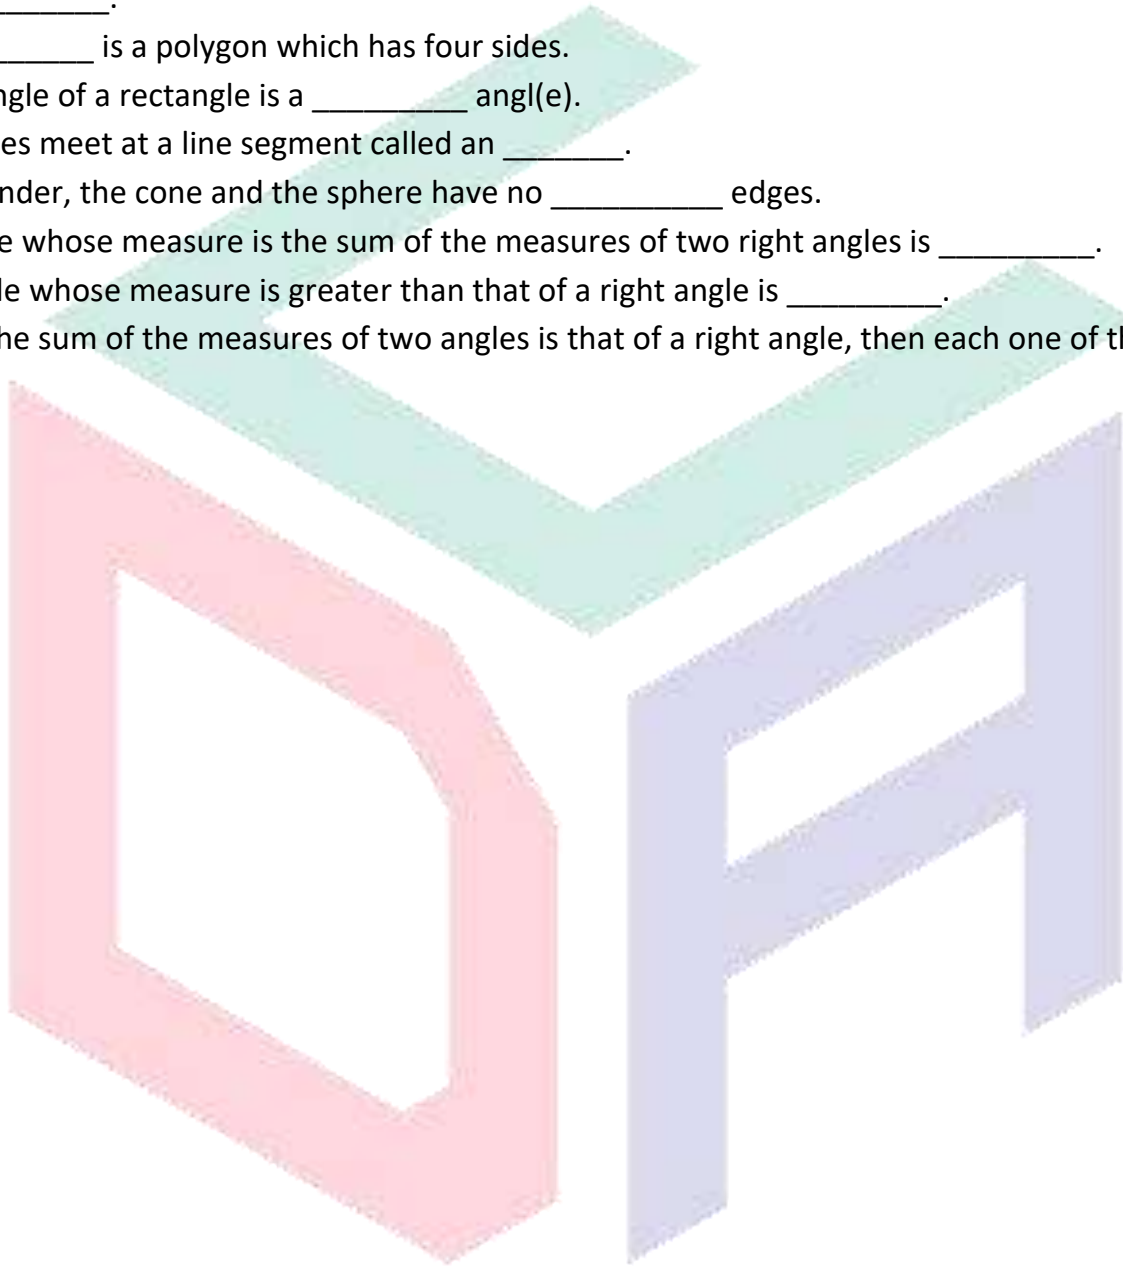 _______.
______ is a polygon which has four sides.
ngle of a rectangle is a _________ angl(e).
es meet at a line segment called an _______.
nder, the cone and the sphere have no __________ edges.
e whose measure is the sum of the measures of two right angles is _________.
le whose measure is greater than that of a right angle is _________.
he sum of the measures of two angles is that of a right angle, then each one of th